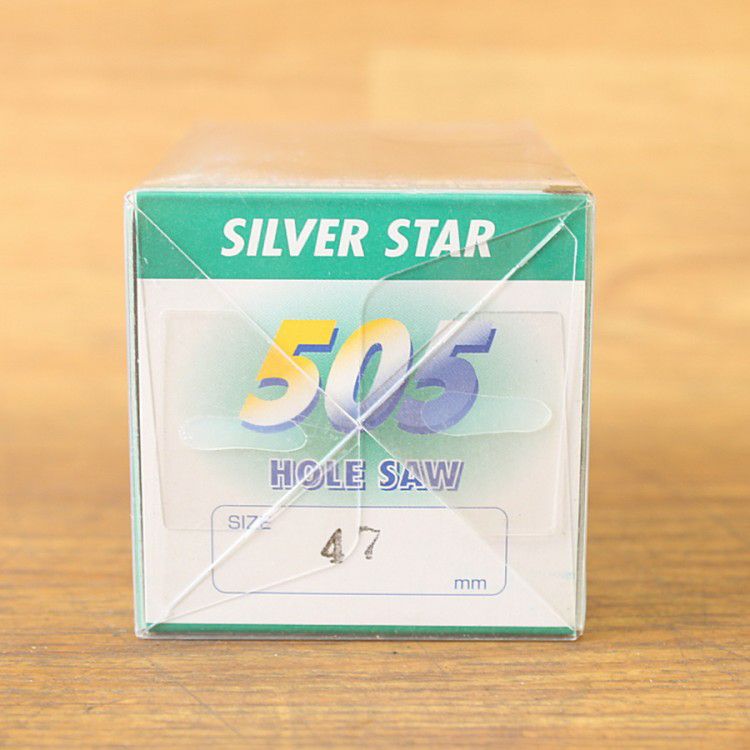 SILVER STAR
505
HOLE SAW
SIZE
47
mm